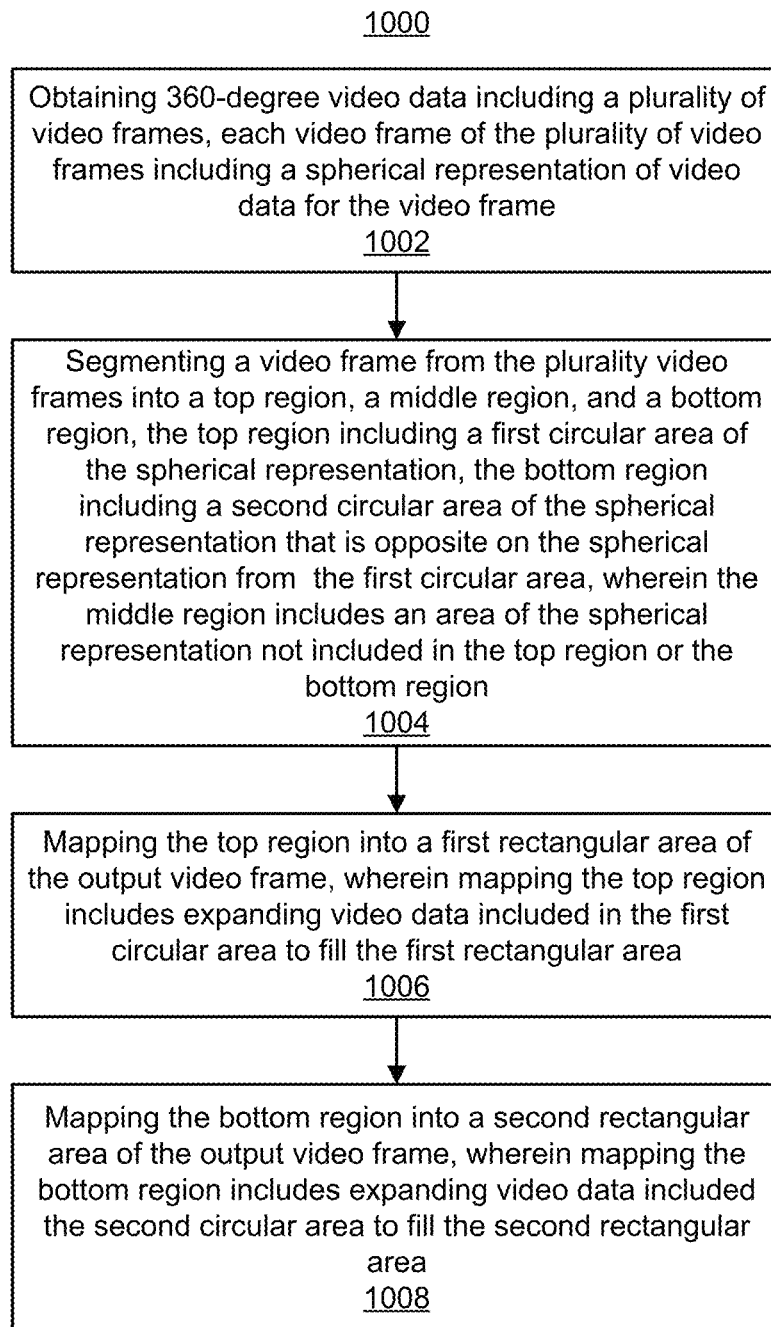 1000
Obtaining 360-degree video data including a plurality of
video frames, each video frame of the plurality of video
frames including a spherical representation of video
data for the video frame
1002
Segmenting a video frame from the plurality video
frames into a top region, a middle region, and a bottom
region, the top region including a first circular area of
the spherical representation, the bottom region
including a second circular area of the spherical
representation that is opposite on the spherical
representation from the first circular area, wherein the
middle region includes an area of the spherical
representation not included in the top region or the
bottom region
1004
Mapping the top region into a first rectangular area of
the output video frame, wherein mapping the top region
includes expanding video data included in the first
circular area to fill the first rectangular area
1006
Mapping the bottom region into a second rectangular
area of the output video frame, wherein mapping the
bottom region includes expanding video data included
the second circular area to fill the second rectangular
area
1008